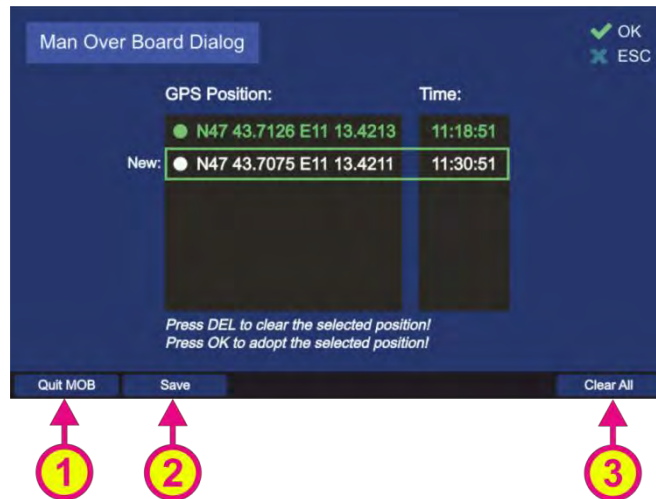 Man Over Board Dialog
OK
ESC
GPS Position: Time:
N47 43.7126 E11 13.4213 11:18:51
New: N47 43.7075 E11 13.4211 11:30:51
Press DEL to clear the selected position!
Press OK to adopt the selected position!
Quit MOB Save Clear All
1 2 3